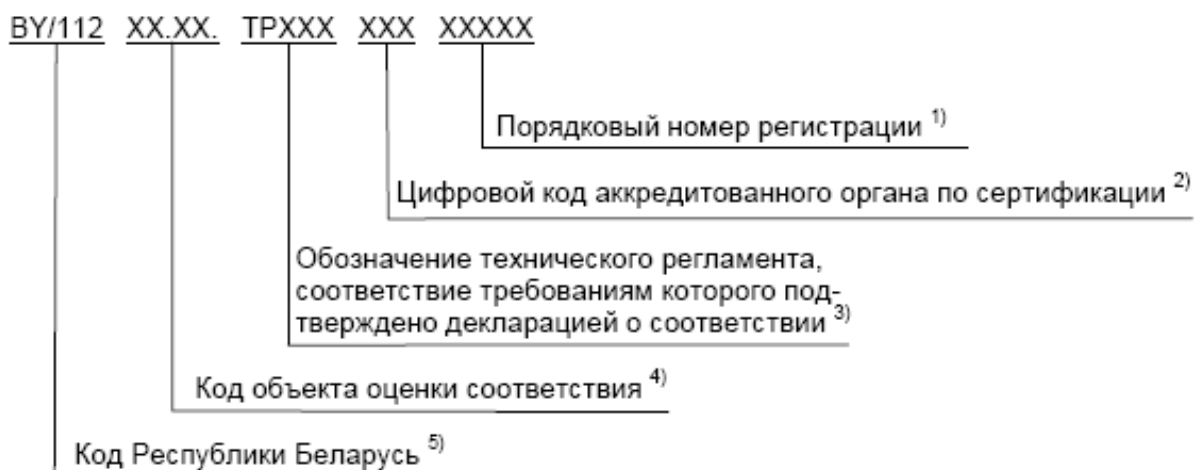 BY/112 XX.XX. ТРXXX XXX XXXXX
Порядковый номер регистрации 1)
Цифровой код аккредитованного органа по сертификации 2)
Обозначение технического регламента,
соответствие требованиям которого под-
тверждено декларацией о соответствии 3)
Код объекта оценки соответствия 4)
Код Республики Беларусь 5)